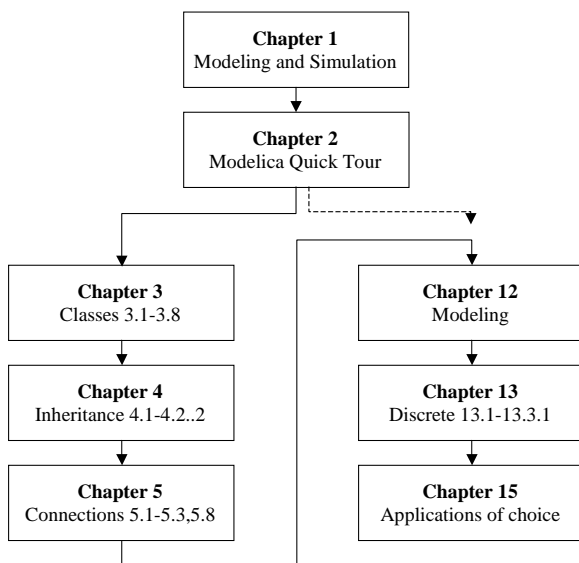 Chapter 1
Modeling and Simulation
Chapter 2
Modelica Quick Tour
Chapter 3
Classes 3.1-3.8
Chapter 4
Inheritance 4.1-4.2..2
Chapter 5
Connections 5.1-5.3,5.8
Chapter 12
Modeling
Chapter 13
Discrete 13.1-13.3.1
Chapter 15
Applications of choice